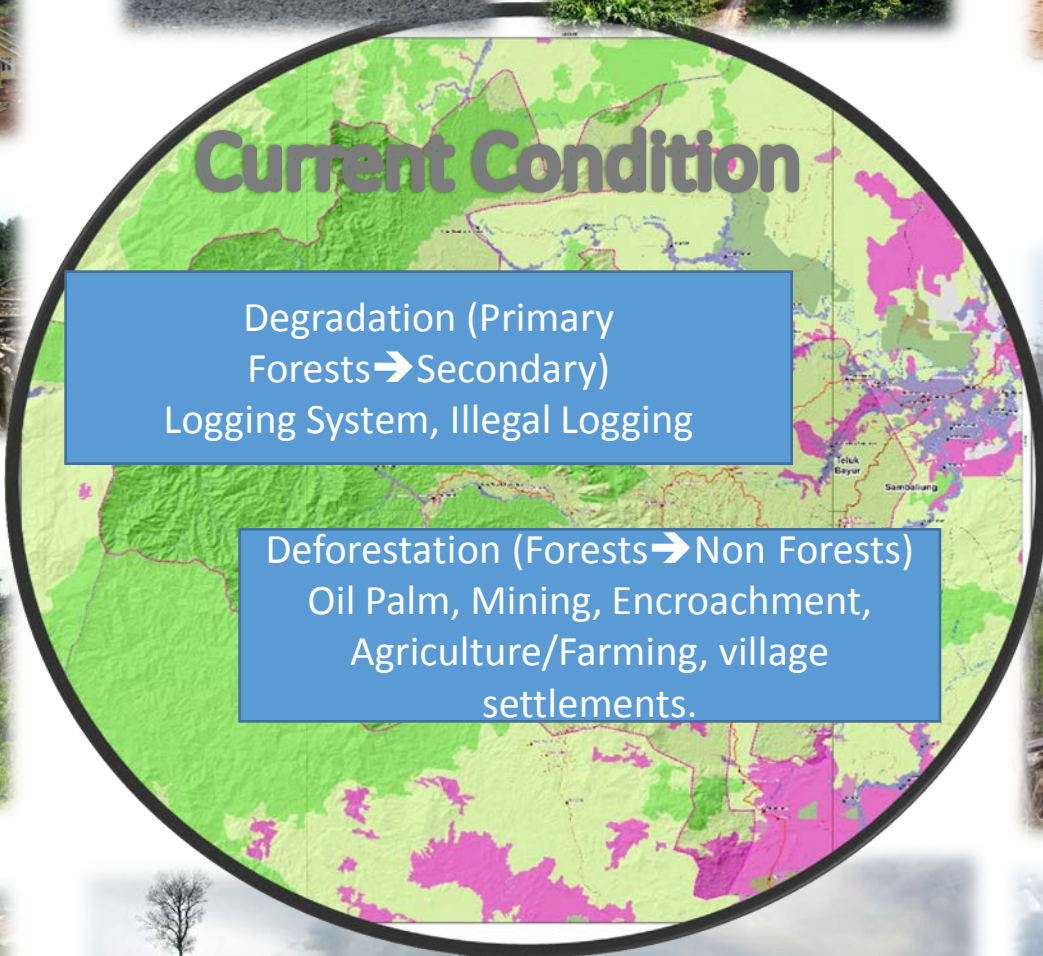 Current Condition
Degradation (Primary
Forests➔Secondary)
Logging System, Illegal Logging
Teluk
Bayur
Sambaliung
Deforestation (Forests➔Non Forests)
Oil Palm, Mining, Encroachment,
Agriculture/Farming, village
settlements.